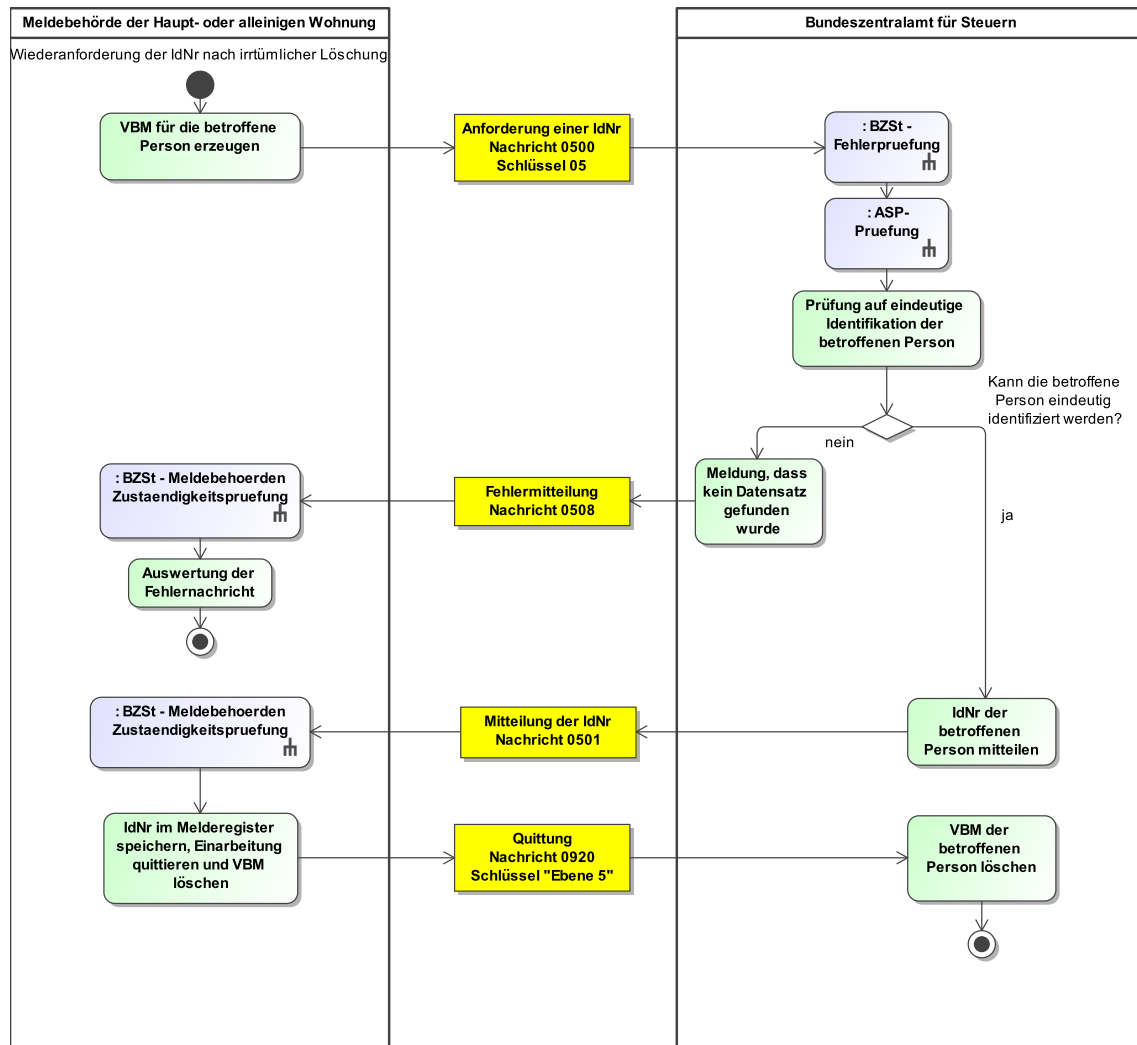 Meldebehörde der Haupt- oder alleinigen Wohnung
Bundeszentralamt für Steuern
Wiederanforderung der IdNr nach irrtümlicher Löschung
VBM für die betroffene
Person erzeugen
Anforderung einer IdNr
Nachricht 0500
Schlüssel 05
: BZSt -
Fehlerpruefung
: ASP-
Pruefung
Prüfung auf eindeutige
Identifikation der
betroffenen Person
Kann die betroffene
Person eindeutig
identifiziert werden?
nein
ja
Meldung, dass
kein Datensatz
gefunden
wurde
Fehlermitteilung
Nachricht 0508
: BZSt - Meldebehoerden
Zustaendigkeitspruefung
Auswertung der
Fehlernachricht
IdNr der
betroffenen
Person mitteilen
Mitteilung der IdNr
Nachricht 0501
: BZSt - Meldebehoerden
Zustaendigkeitspruefung
IdNr im Melderegister
speichern, Einarbeitung
quittieren und VBM
löschen
Quittung
Nachricht 0920
Schlüssel "Ebene 5"
VBM der
betroffenen
Person löschen